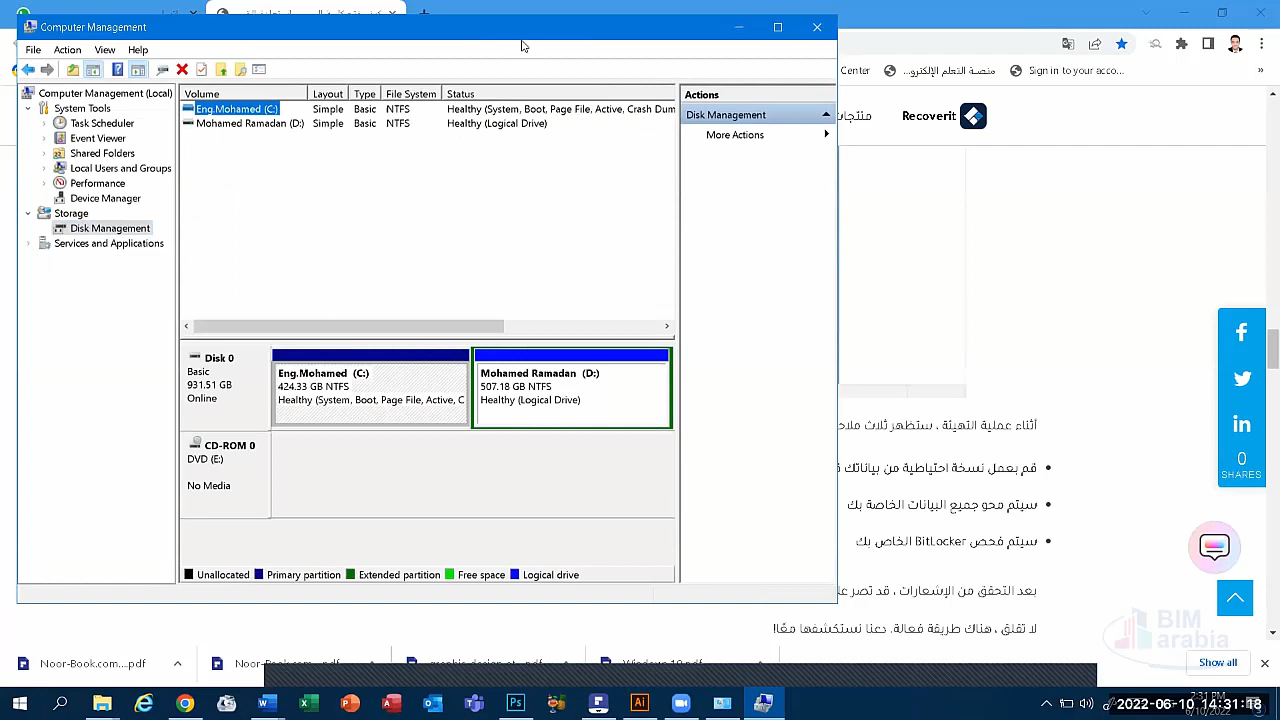 Computer Management
File Action View Help
Computer Management (Local)
System Tools
Task Scheduler
Event Viewer
Shared Folders
Local Users and Groups
Performance
Device Manager
Storage
Disk Management
Services and Applications
Volume Layout Type File System Status
Eng.Mohamed (C:) Simple Basic NTFS Healthy (System, Boot, Page File, Active, Crash Dum
Mohamed Ramadan (D:) Simple Basic NTFS Healthy (Logical Drive)
Actions
Disk Management
More Actions
Disk 0
Basic
931.51 GB
Online
Eng.Mohamed (C:)
424.33 GB NTFS
Healthy (System, Boot, Page File, Active, C
Mohamed Ramadan (D:)
507.18 GB NTFS
Healthy (Logical Drive)
CD-ROM 0
DVD (E:)
No Media
Unallocated Primary partition Extended partition Free space Logical drive
Center
منصة التعلم الإلكترو...
Sign in to your accou...
»
Recoverit
أثناء عملية التهيئة ، ستظهر ثلاث
قم بعمل نسخة احتياطية من بياناتك
سيتم محو جميع البيانات الخاصة بك
سيتم فحص BitLocker الخاص بك
بعد التحقق من الإشعارات ، قد تصر
لا تقلق ، هناك طريقة فعالة. دعنا نستكشفها معًا!
0
SHARES
BIM
arabia
Noor-Book.com....pdf
Show all
2022-06-10 14:31:18